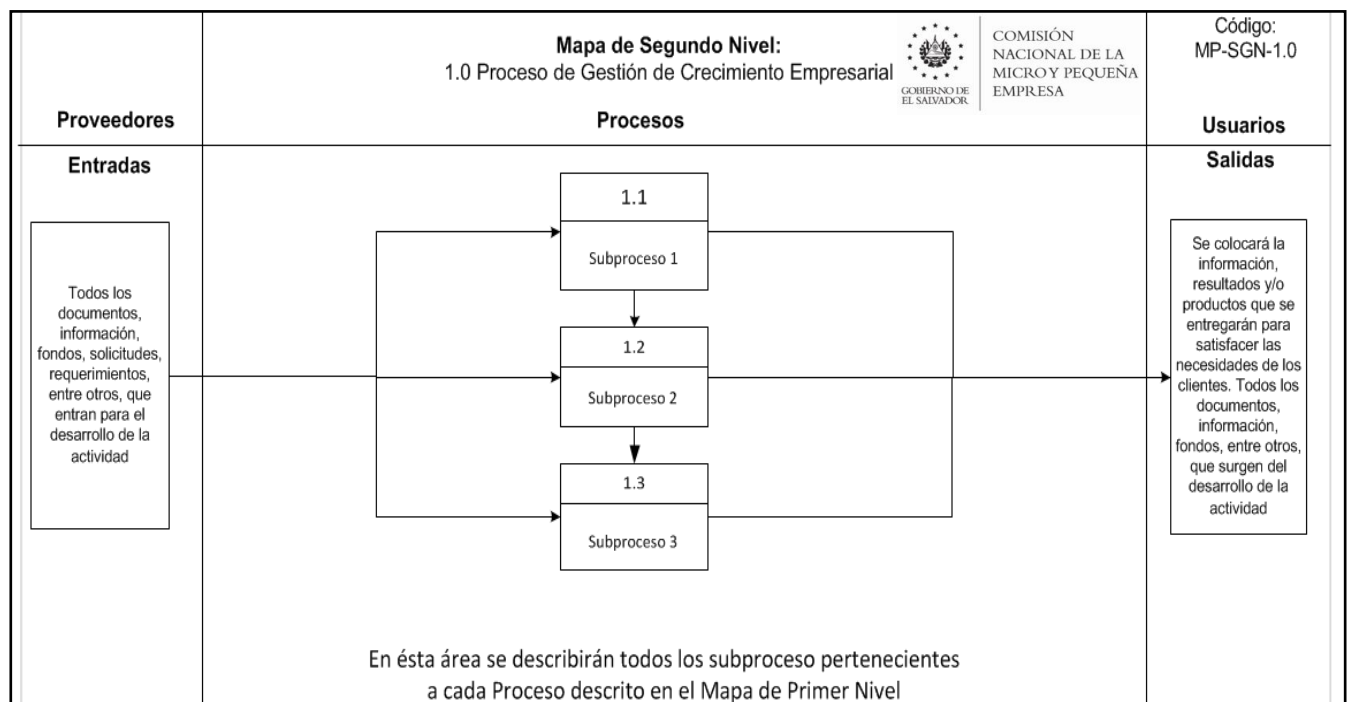 Mapa de Segundo Nivel:
1.0 Proceso de Gestión de Crecimiento Empresarial
GOBIERNO DE
EL SALVADOR
COMISIÓN
NACIONAL DE LA
MICRO Y PEQUEÑA
EMPRESA
Código:
MP-SGN-1.0
Proveedores
Procesos
Usuarios
Entradas
Salidas
Todos los
documentos,
información,
fondos, solicitudes,
requerimientos,
entre otros, que
entran para el
desarrollo de la
actividad
1.1
Subproceso 1
1.2
Subproceso 2
1.3
Subproceso 3
Se colocará la
información,
resultados y/o
productos que se
entregarán para
satisfacer las
necesidades de los
clientes. Todos los
documentos,
información,
fondos, entre otros,
que surgen del
desarrollo de la
actividad
En ésta área se describirán todos los subproceso pertenecientes
a cada Proceso descrito en el Mapa de Primer Nivel